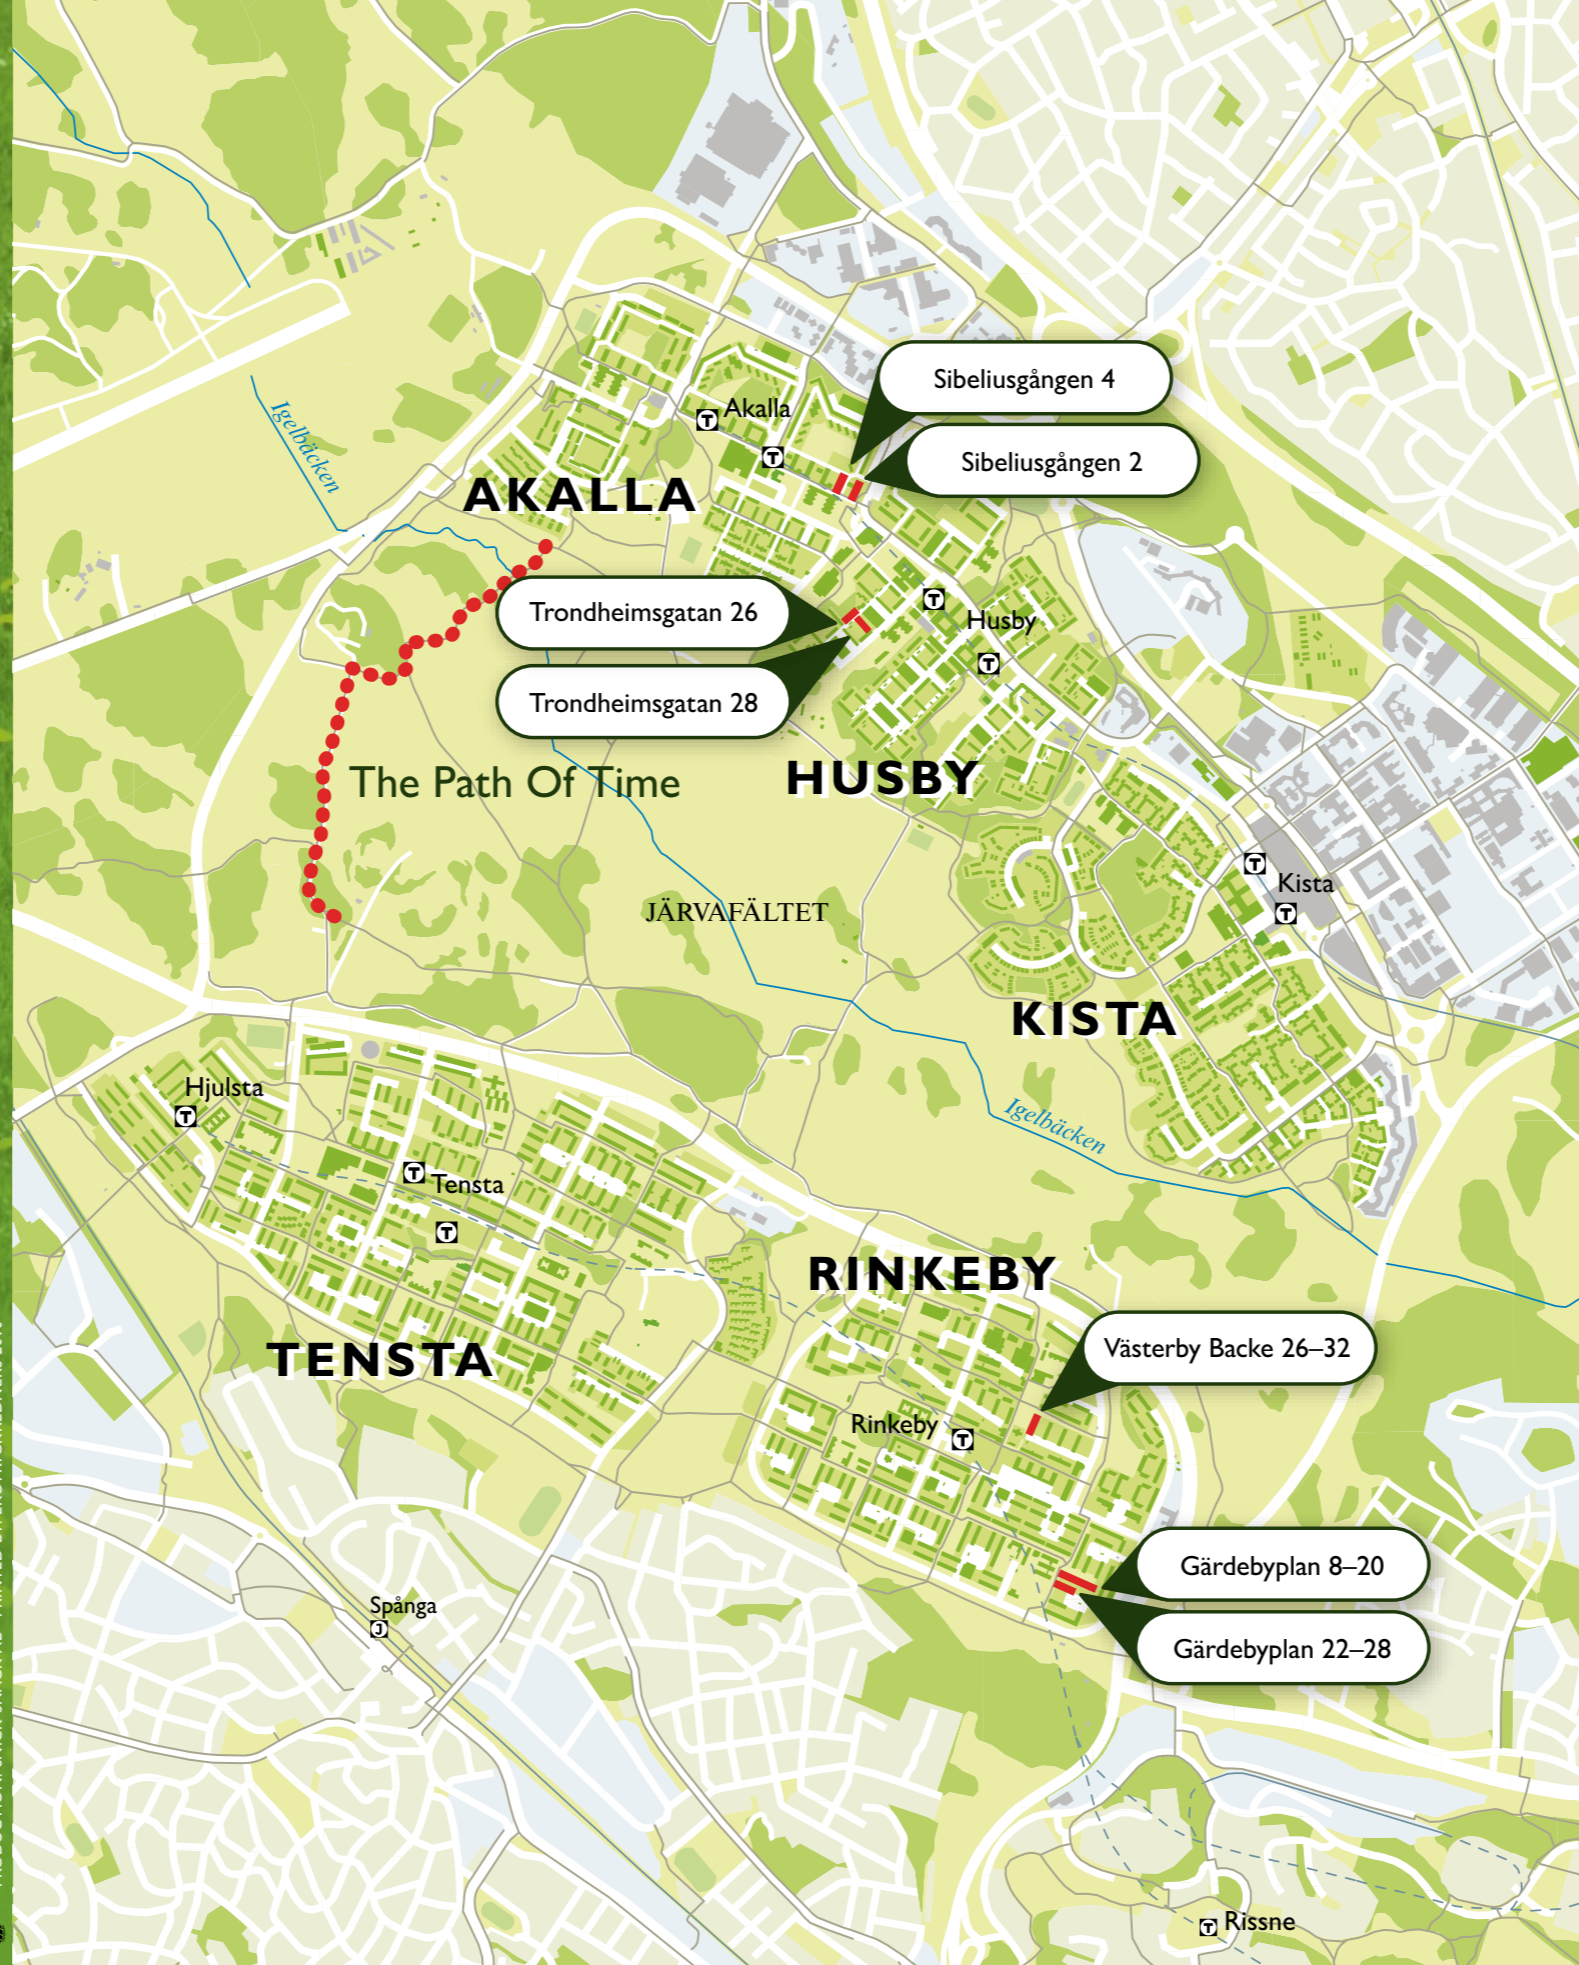 Sibeliusgången 4
Akalla
T
T
Sibeliusgången 2
Igelbäcken
AKALLA
Trondheimsgatan 26
T
Husby
T
Trondheimsgatan 28
The Path Of Time
HUSBY
T
Kista
T
JÄRVAFÄLTET
KISTA
Hjulsta
T
Igelbäcken
T
Tensta
T
RINKEBY
TENSTA
Västerby Backe 26–32
Rinkeby
T
Gärdebyplan 8–20
Spånga
J
Gärdebyplan 22–28
T
Rissne